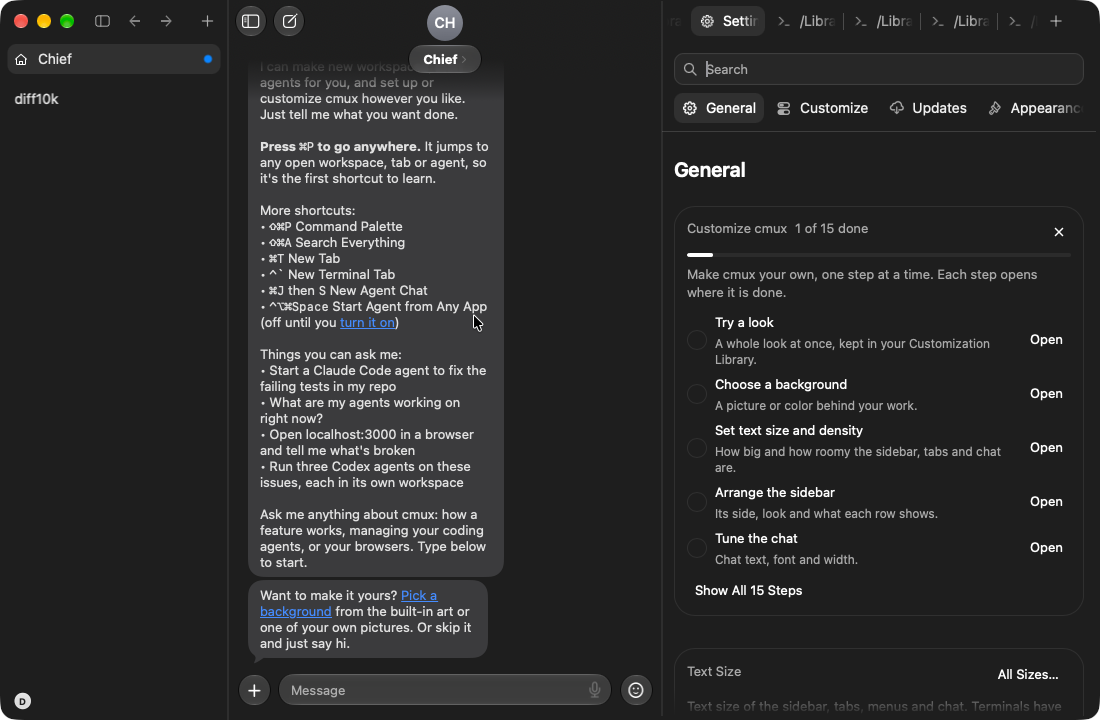 Chief
diff10k
D
CH
Chief
I can make new
agents for you, and set up or
customize cmux however you like.
Just tell me what you want done.
Press ⌘P to go anywhere. It jumps to
any open workspace, tab or agent, so
it's the first shortcut to learn.
More shortcuts:
• ⇧⌘P Command Palette
• ⇧⌘A Search Everything
• ⌘T New Tab
• ^` New Terminal Tab
• ⌘J then S New Agent Chat
• ^⌥⌘Space Start Agent from Any App
(off until you turn it on)
Things you can ask me:
• Start a Claude Code agent to fix the
failing tests in my repo
• What are my agents working on
right now?
• Open localhost:3000 in a browser
and tell me what's broken
• Run three Codex agents on these
issues, each in its own workspace
Ask me anything about cmux: how a
feature works, managing your coding
agents, or your browsers. Type below
to start.
Want to make it yours? Pick a
background from the built-in art or
one of your own pictures. Or skip it
and just say hi.
Message
Settin /Libra /Libra /Libra /
Search
General Customize Updates Appearanc
General
Customize cmux 1 of 15 done
Make cmux your own, one step at a time. Each step opens
where it is done.
Try a look
A whole look at once, kept in your Customization
Library.
Open
Choose a background
A picture or color behind your work.
Open
Set text size and density
How big and how roomy the sidebar, tabs and chat
are.
Open
Arrange the sidebar
Its side, look and what each row shows.
Open
Tune the chat
Chat text, font and width.
Open
Show All 15 Steps
Text Size
All Sizes...
Text size of the sidebar, tabs, menus and chat. Terminals have